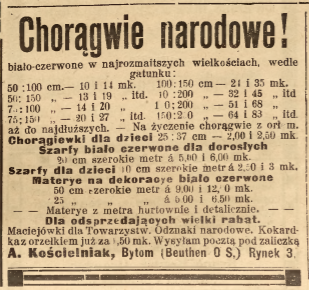 Chorągwie narodowe!
biało-czerwone w najrozmaitszych wielkościach, wedle
gatunku:
50:100 cm— 10 i 14 mk. 100:150 cm— 21 i 35 mk.
50:150 „ — 13 i 19 „ itd. 10:200 „ — 32 i 45 „ itd
75:100 „ — 14 i 20 „ 1 0:200 „ — 51 i 68 „
75:150 „ — 20 i 27 „ itd. 150:2 0 „ — 64 i 83 „ itd
aż do najdłuższych. — Na życzenie chorągwie z orł m.
Chorągiewki dla dzieci 25:37 cm — 2,00 i 2,50 mk.
Szarfy biało czerwone dla dorosłych
20 cm szerokie metr á 5,00 i 6,00 mk.
Szarfy dla dzieci 10 cm szerokie metr á 2,50 i 3 mk.
Materye na dekoracye biało czerwone
50 cm szerokie metr á 9,00 i 12,00 mk.
25 „ „ „ á 5,00 i 6,50 mk.
— Materye z metra hurtownie i detalicznie. —
Dla odsprzedających wielki rabat.
Maciejówki dla Towarzystw. Odznaki narodowe. Kokard-
ka z orzełkiem już za ,50 mk. Wysyłam pocztą pod zaliczką
A. Kościelniak, Bytom (Beuthen O S.) Rynek 3.